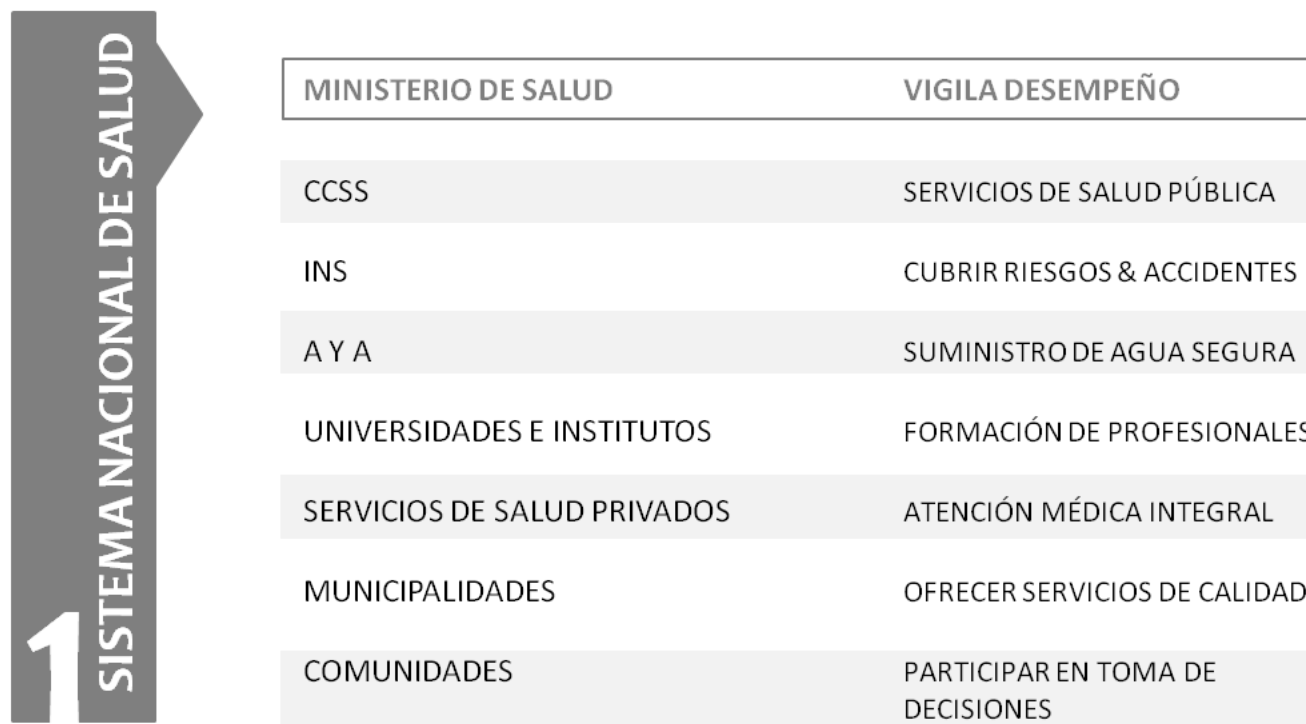 1
SISTEMA NACIONAL DE SALUD
MINISTERIO DE SALUD VIGILA DESEMPEÑO
CCSS SERVICIOS DE SALUD PÚBLICA
INS CUBRIR RIESGOS & ACCIDENTES
A Y A SUMINISTRO DE AGUA SEGURA
UNIVERSIDADES E INSTITUTOS FORMACIÓN DE PROFESIONALES
SERVICIOS DE SALUD PRIVADOS ATENCIÓN MÉDICA INTEGRAL
MUNICIPALIDADES OFRECER SERVICIOS DE CALIDAD
COMUNIDADES PARTICIPAR EN TOMA DE
DECISIONES